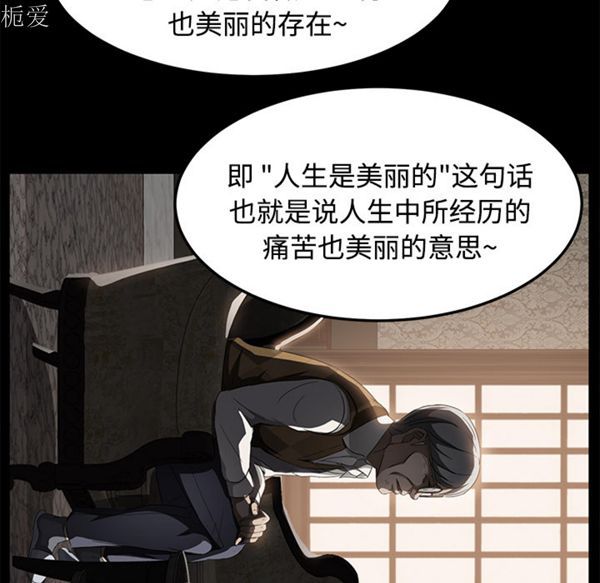 栀爱
也美丽的存在~
即 "人生是美丽的"这句话
也就是说人生中所经历的
痛苦也美丽的意思~